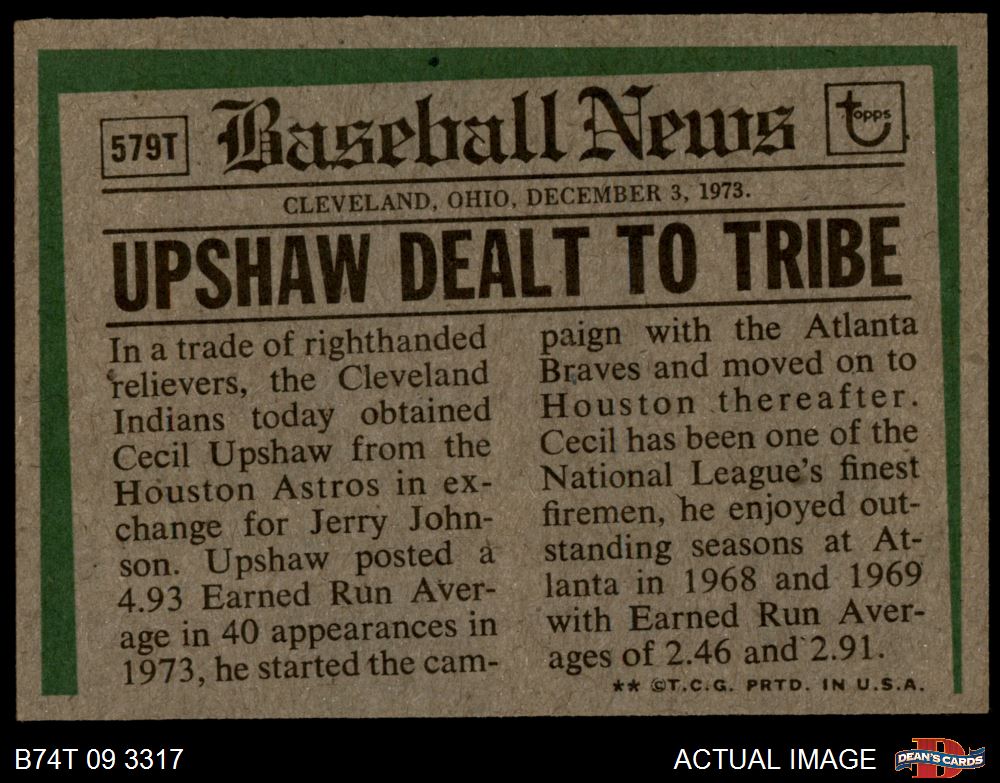 579T
Baseball News
topps
CLEVELAND, OHIO, DECEMBER 3, 1973.
UPSHAW DEALT TO TRIBE
In a trade of righthanded
relievers, the Cleveland
Indians today obtained
Cecil Upshaw from the
Houston Astros in ex-
change for Jerry John-
son. Upshaw posted a
4.93 Earned Run Aver-
age in 40 appearances in
1973, he started the cam-
paign with the Atlanta
Braves and moved on to
Houston thereafter.
Cecil has been one of the
National League's finest
firemen, he enjoyed out-
standing seasons at At-
lanta in 1968 and 1969
with Earned Run Aver-
ages of 2.46 and 2.91.
** ©T.C.G. PRTD. IN U.S.A.
B74T 09 3317
ACTUAL IMAGE
D
DEAN'S CARDS